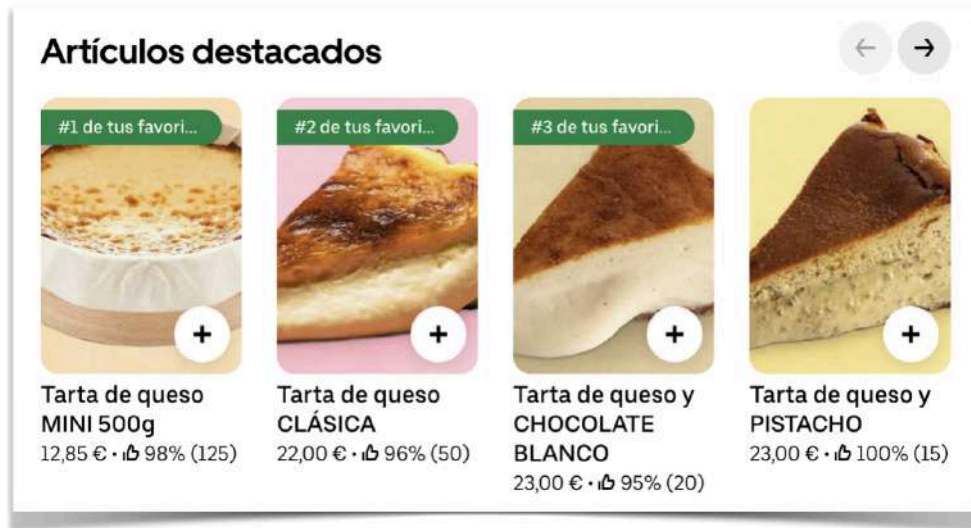 Artículos destacados
#1 de tus favori...
#2 de tus favori...
#3 de tus favori...
Tarta de queso
MINI 500g
12,85 € · 98% (125)
Tarta de queso
CLÁSICA
22,00 € · 96% (50)
Tarta de queso y
CHOCOLATE
BLANCO
23,00 € · 95% (20)
Tarta de queso y
PISTACHO
23,00 € · 100% (15)